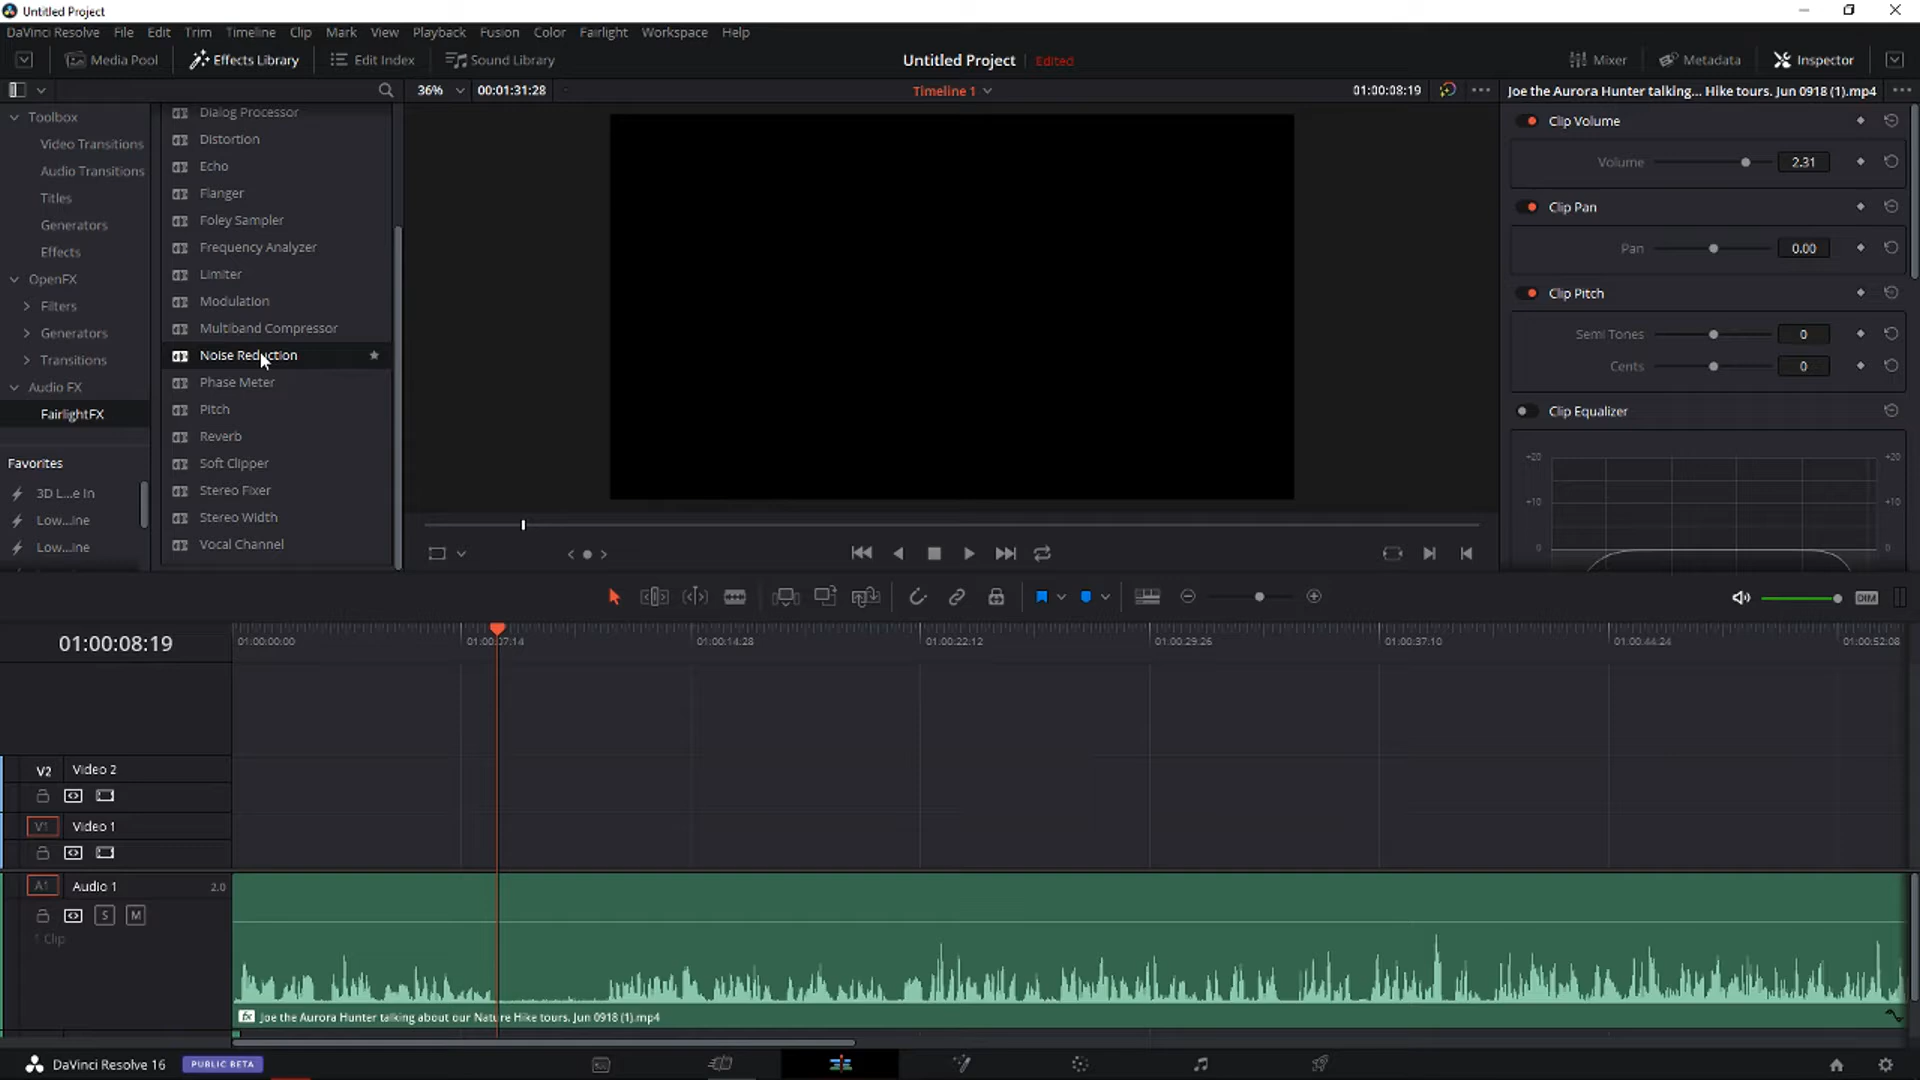 Untitled Project
DaVinci Resolve File Edit Trim Timeline Clip Mark View Playback Fusion Color Fairlight Workspace Help
Media Pool Effects Library Edit Index Sound Library Untitled Project Edited Mixer Metadata Inspector
36% 00:01:31:28 Timeline 1 01:00:08:19 Joe the Aurora Hunter talking... Hike tours. Jun 0918 (1).mp4
Toolbox
Video Transitions
Audio Transitions
Titles
Generators
Effects
OpenFX
Filters
Generators
Transitions
Audio FX
FairlightFX
Favorites
3D L...e In
Low...ine
Low...ine
Dialog Processor
Distortion
Echo
Flanger
Foley Sampler
Frequency Analyzer
Limiter
Modulation
Multiband Compressor
Noise Reduction
Phase Meter
Pitch
Reverb
Soft Clipper
Stereo Fixer
Stereo Width
Vocal Channel
Clip Volume
Volume 2.31
Clip Pan
Pan 0.00
Clip Pitch
Semi Tones 0
Cents 0
Clip Equalizer
+20 +20
+10 +10
0 0
DIM
01:00:08:19
01:00:00:00 01:00:07:14 01:00:14:28 01:00:22:12 01:00:29:26 01:00:37:10 01:00:44:24 01:00:52:08
V2 Video 2
V1 Video 1
A1 Audio 1 2.0
S M
1 Clip
fx Joe the Aurora Hunter talking about our Nature Hike tours. Jun 0918 (1).mp4
DaVinci Resolve 16 PUBLIC BETA